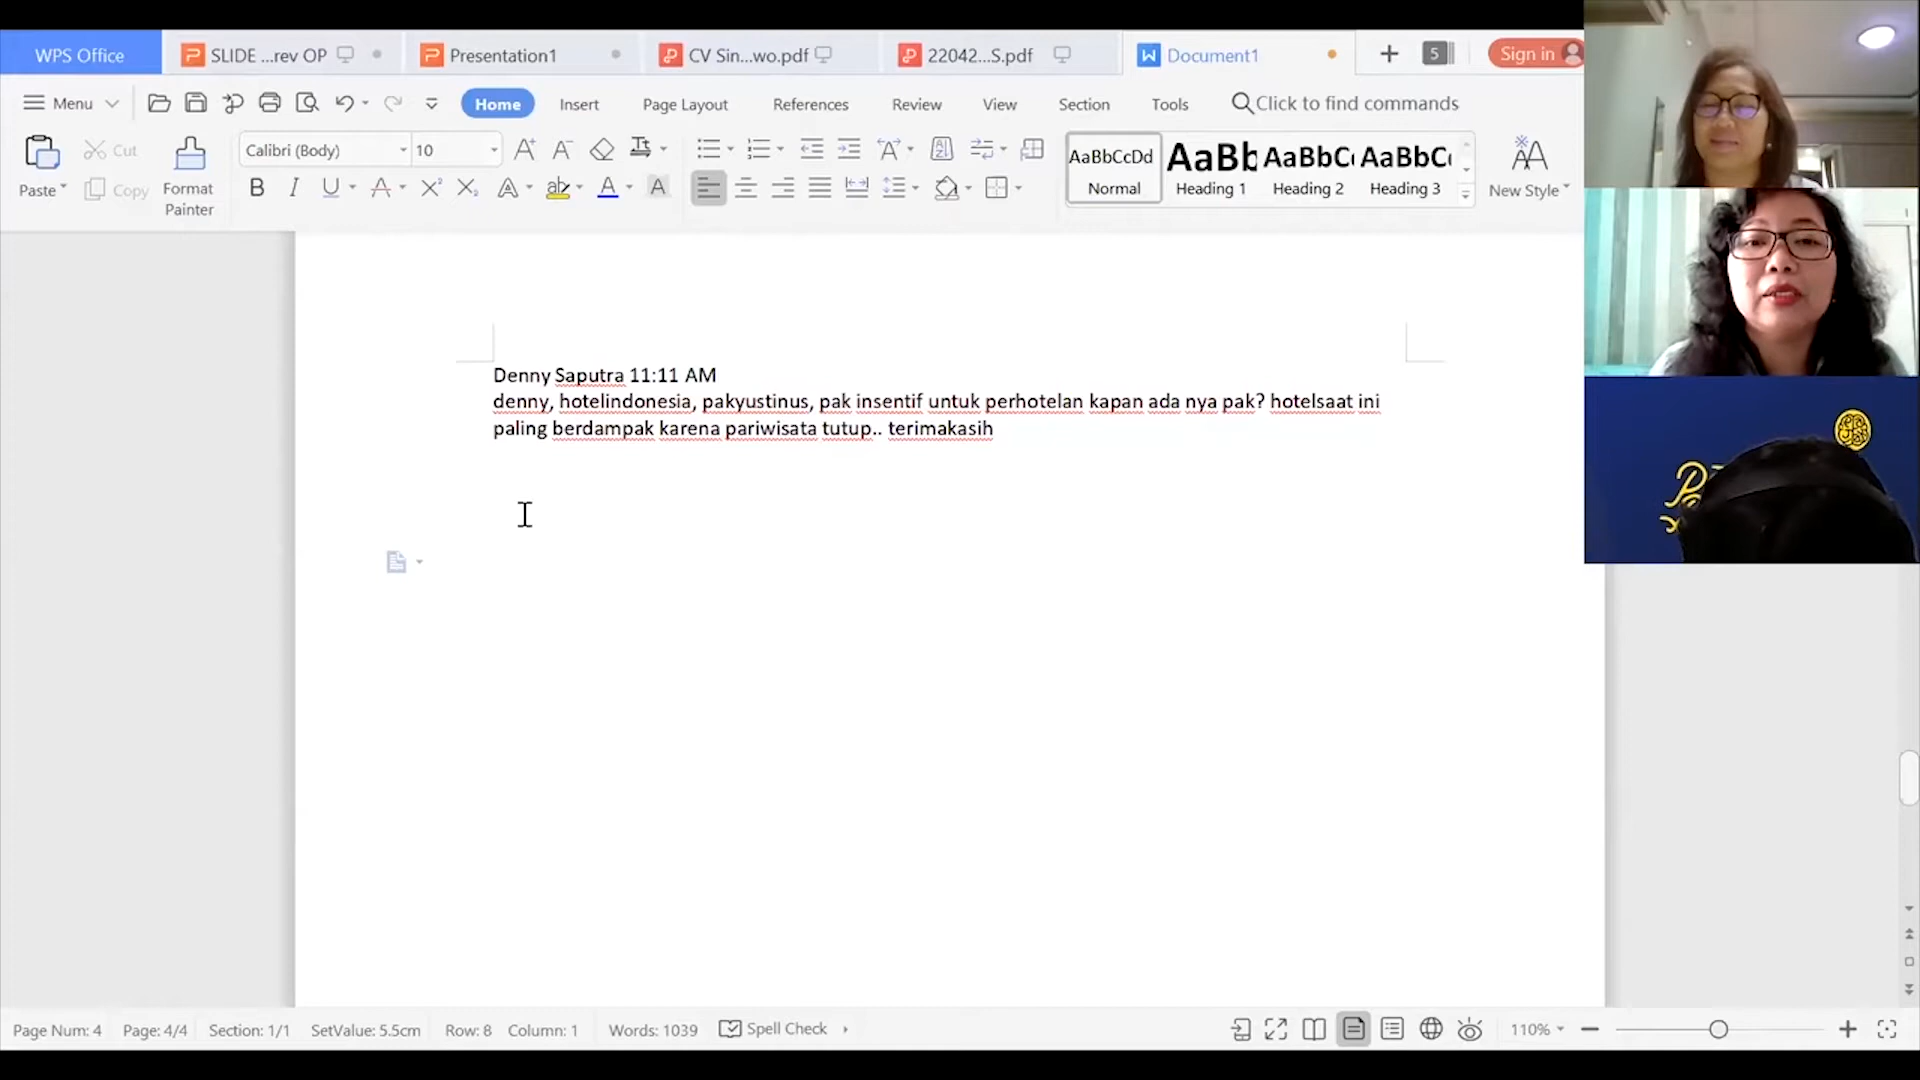 WPS Office
SLIDE ...rev OP
Presentation1
CV Sin...wo.pdf
22042...S.pdf
Document1
5
Sign in
Menu
Home
Insert
Page Layout
References
Review
View
Section
Tools
Click to find commands
Paste
Cut
Copy
Format
Painter
Calibri (Body)
10
AaBbCcDd
Normal
AaBb
Heading 1
AaBbC
Heading 2
AaBbC
Heading 3
New Style
Denny Saputra 11:11 AM
denny, hotelindonesia, pakyustinus, pak insentif untuk perhotelan kapan ada nya pak? hotelsaat ini
paling berdampak karena pariwisata tutup.. terimakasih
Page Num: 4
Page: 4/4
Section: 1/1
SetValue: 5.5cm
Row: 8
Column: 1
Words: 1039
Spell Check
110%